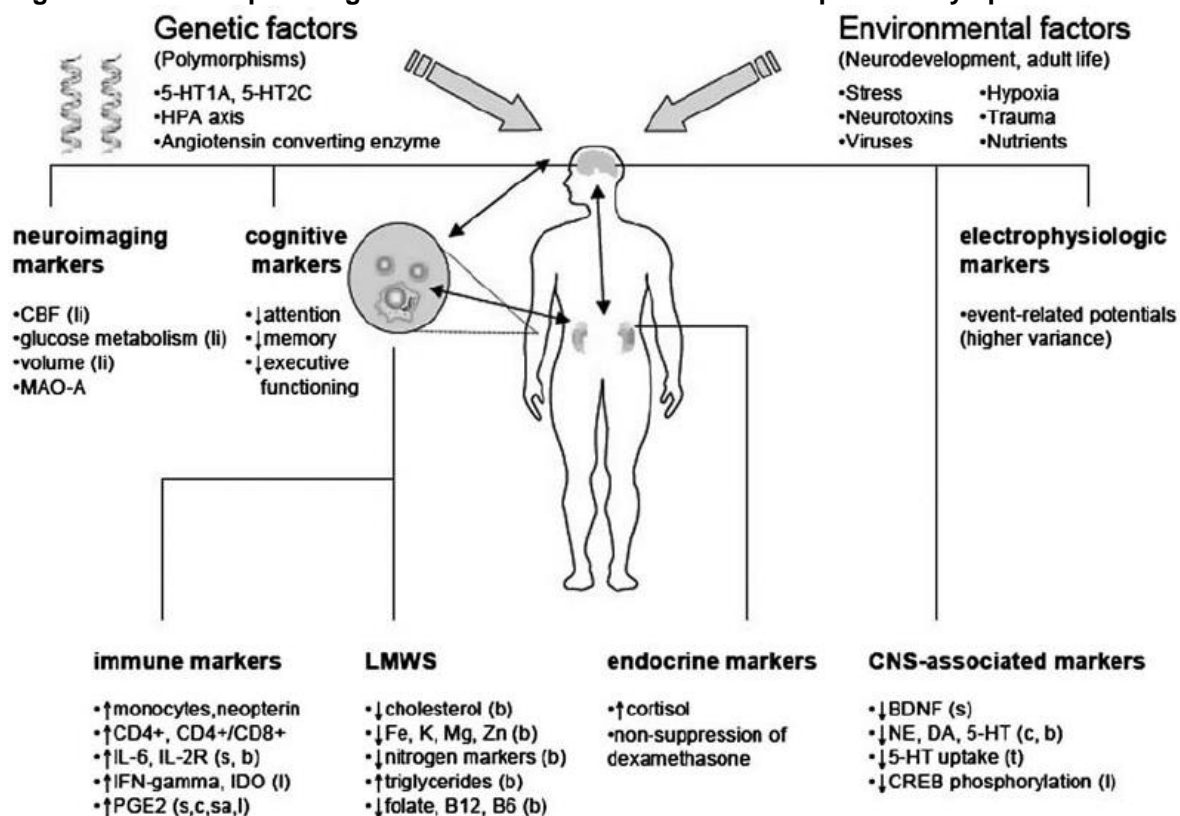 Genetic factors
(Polymorphisms)
•5-HT1A, 5-HT2C
•HPA axis
•Angiotensin converting enzyme
Environmental factors
(Neurodevelopment, adult life)
•Stress
•Neurotoxins
•Viruses
•Hypoxia
•Trauma
•Nutrients
neuroimaging
markers
•CBF (li)
•glucose metabolism (li)
•volume (li)
•MAO-A
cognitive
markers
•↓attention
•↓memory
•↓executive
functioning
electrophysiologic
markers
•event-related potentials
(higher variance)
immune markers
•↑monocytes,neopterin
•↑CD4+, CD4+/CD8+
•↑IL-6, IL-2R (s, b)
•↑IFN-gamma, IDO (l)
•↑PGE2 (s,c,sa,l)
LMWS
•↓cholesterol (b)
•↓Fe, K, Mg, Zn (b)
•↓nitrogen markers (b)
•↑triglycerides (b)
•↓folate, B12, B6 (b)
endocrine markers
•↑cortisol
•non-suppression of
dexamethasone
CNS-associated markers
•↓BDNF (s)
•↓NE, DA, 5-HT (c, b)
•↓5-HT uptake (t)
•↓CREB phosphorylation (l)